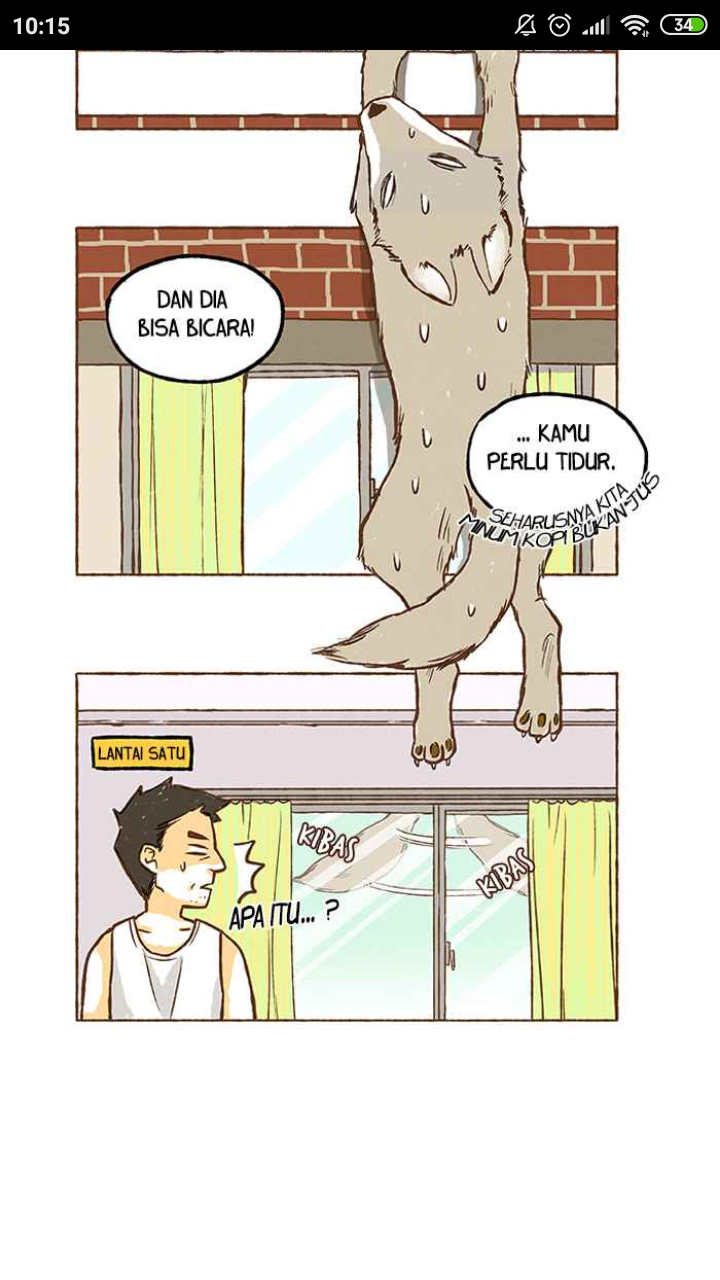 10:15
34
DAN DIA
BISA BICARA!
... KAMU
PERLU TIDUR.
SEHARUSNYA KITA
MINUM KOPI BUKAN JUS
LANTAI SATU
KIBAS
KIBAS
APA ITU... ?